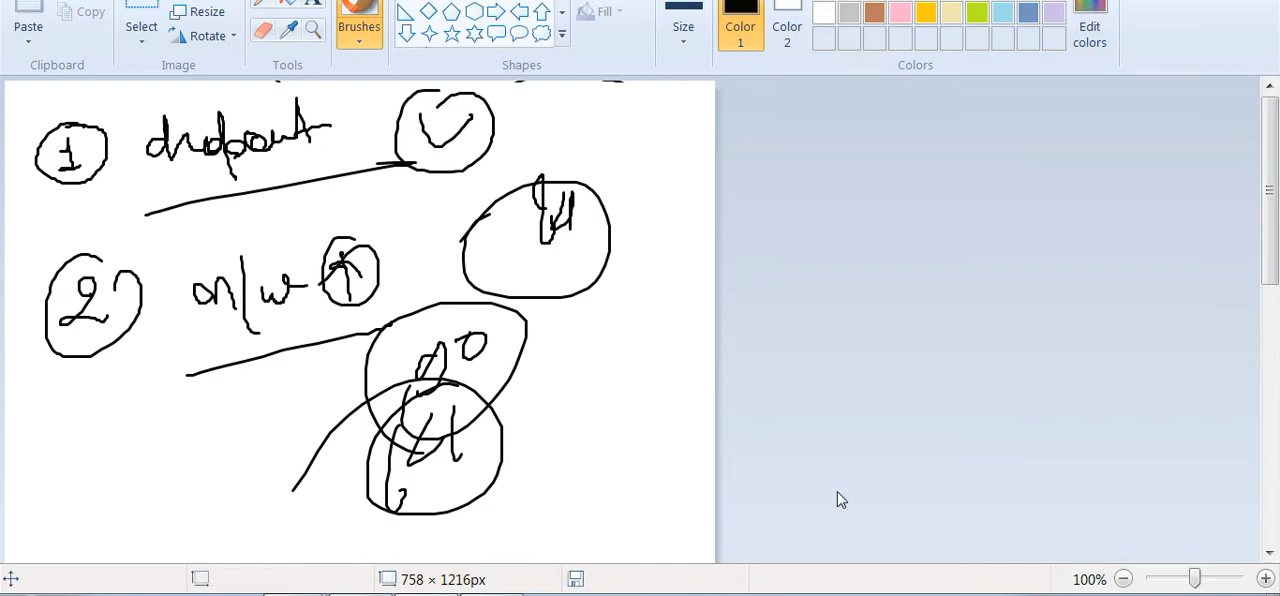 Paste
Copy
Clipboard
Select
Resize
Rotate
Image
A
Tools
Brushes
Shapes
Fill
Size
Color
1
Color
2
Edit
colors
Colors
1 dropout
2 n/w
758 × 1216px
100%